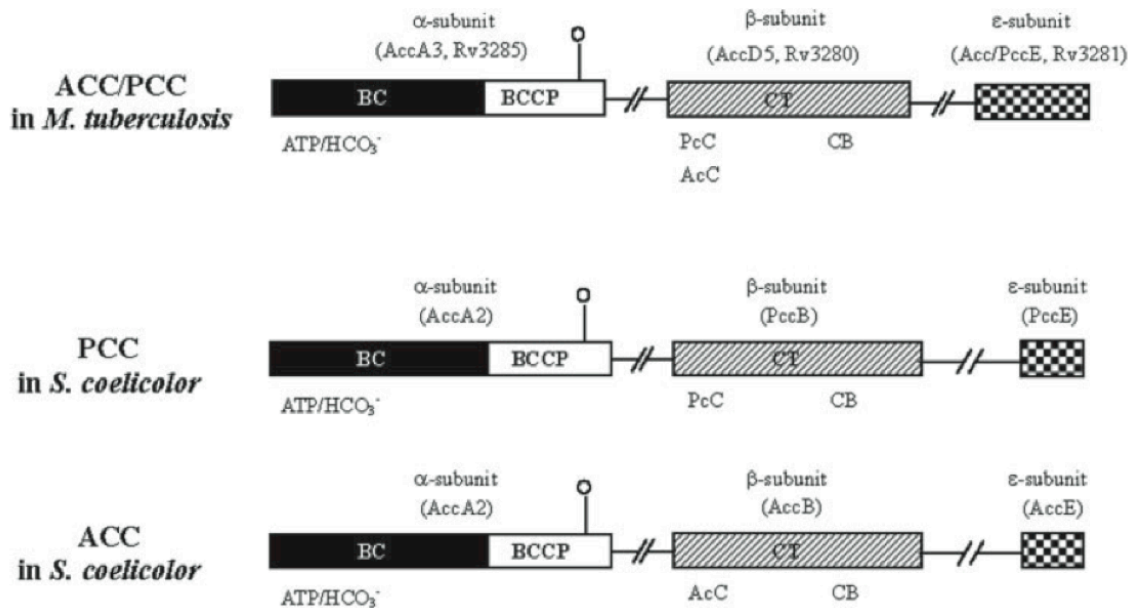 α-subunit β-subunit ε-subunit
(AccA3, Rv3285) (AccD5, Rv3280) (Acc/PccE, Rv3281)
ACC/PCC
in M. tuberculosis
BC BCCP CT
ATP/HCO₃⁻ PcC CB
AcC
α-subunit β-subunit ε-subunit
(AccA2) (PccB) (PccE)
PCC
in S. coelicolor
BC BCCP CT
ATP/HCO₃⁻ PcC CB
α-subunit β-subunit ε-subunit
(AccA2) (AccB) (AccE)
ACC
in S. coelicolor
BC BCCP CT
ATP/HCO₃⁻ AcC CB